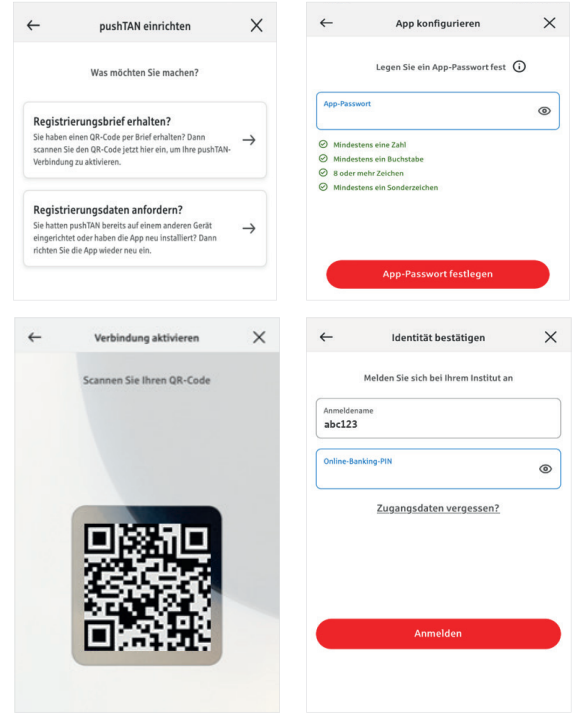 pushTAN einrichten
Was möchten Sie machen?
Registrierungsbrief erhalten?
Sie haben einen QR-Code per Brief erhalten? Dann
scannen Sie den QR-Code jetzt hier ein, um Ihre pushTAN-
Verbindung zu aktivieren.
Registrierungsdaten anfordern?
Sie hatten pushTAN bereits auf einem anderen Gerät
eingerichtet oder haben die App neu installiert? Dann
richten Sie die App wieder neu ein.
App konfigurieren
Legen Sie ein App-Passwort fest
App-Passwort
Mindestens eine Zahl
Mindestens ein Buchstabe
8 oder mehr Zeichen
Mindestens ein Sonderzeichen
App-Passwort festlegen
Verbindung aktivieren
Scannen Sie Ihren QR-Code
Identität bestätigen
Melden Sie sich bei Ihrem Institut an
Anmeldename
abc123
Online-Banking-PIN
Zugangsdaten vergessen?
Anmelden